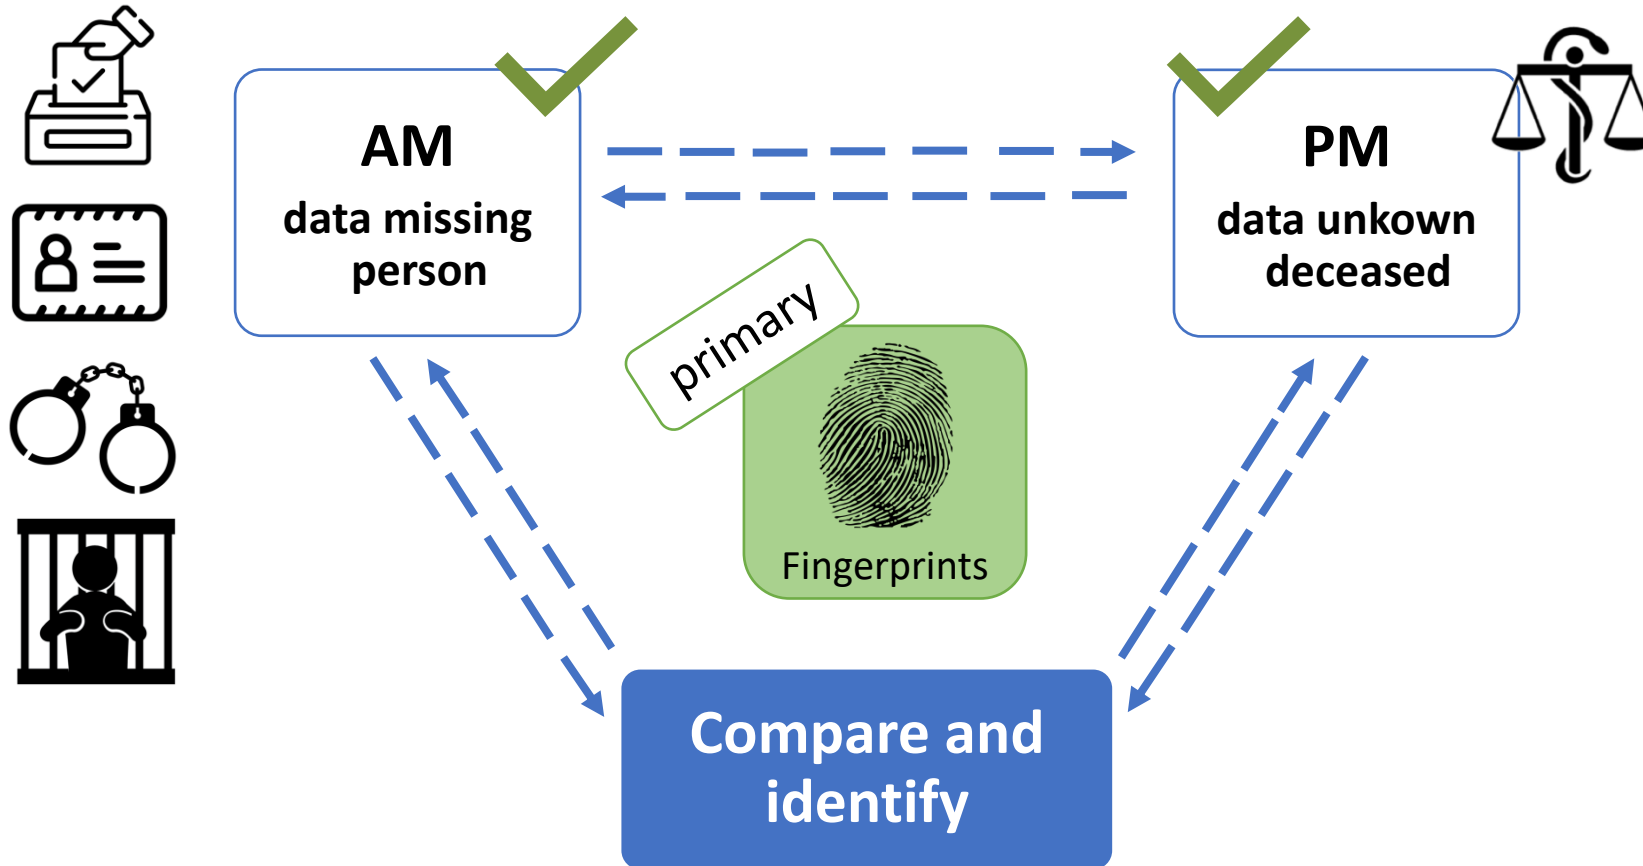 AM
data missing
person
PM
data unkown
deceased
primary
Fingerprints
Compare and
identify